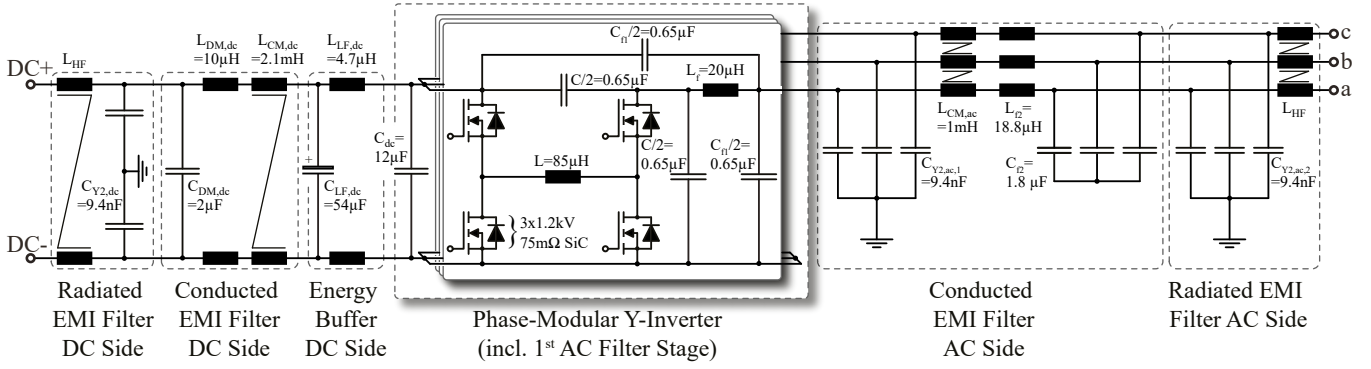 DC+
DC-
L_HF
C_Y2,dc
=9.4nF
L_DM,dc
=10µH
L_CM,dc
=2.1mH
C_DM,dc
=2µF
L_LF,dc
=4.7µH
+
C_LF,dc
=54µF
C_dc=
12µF
C_f1/2=0.65µF
C/2=0.65µF
L_f=20µH
L=85µH
C/2=
0.65µF
C_f1/2=
0.65µF
3x1.2kV
75mΩ SiC
C_Y2,ac,1
=9.4nF
L_CM,ac
=1mH
L_f2=
18.8µH
C_f2=
1.8 µF
C_Y2,ac,2
=9.4nF
L_HF
c
b
a
Radiated
EMI Filter
DC Side
Conducted
EMI Filter
DC Side
Energy
Buffer
DC Side
Phase-Modular Y-Inverter
(incl. 1st AC Filter Stage)
Conducted
EMI Filter
AC Side
Radiated EMI
Filter AC Side